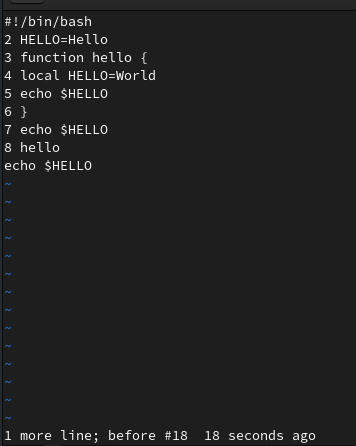 #!/bin/bash
2 HELLO=Hello
3 function hello {
4 local HELLO=World
5 echo $HELLO
6 }
7 echo $HELLO
8 hello
echo $HELLO
~
~
~
~
~
~
~
~
~
~
~
~
~
~
1 more line; before #18  18 seconds ago